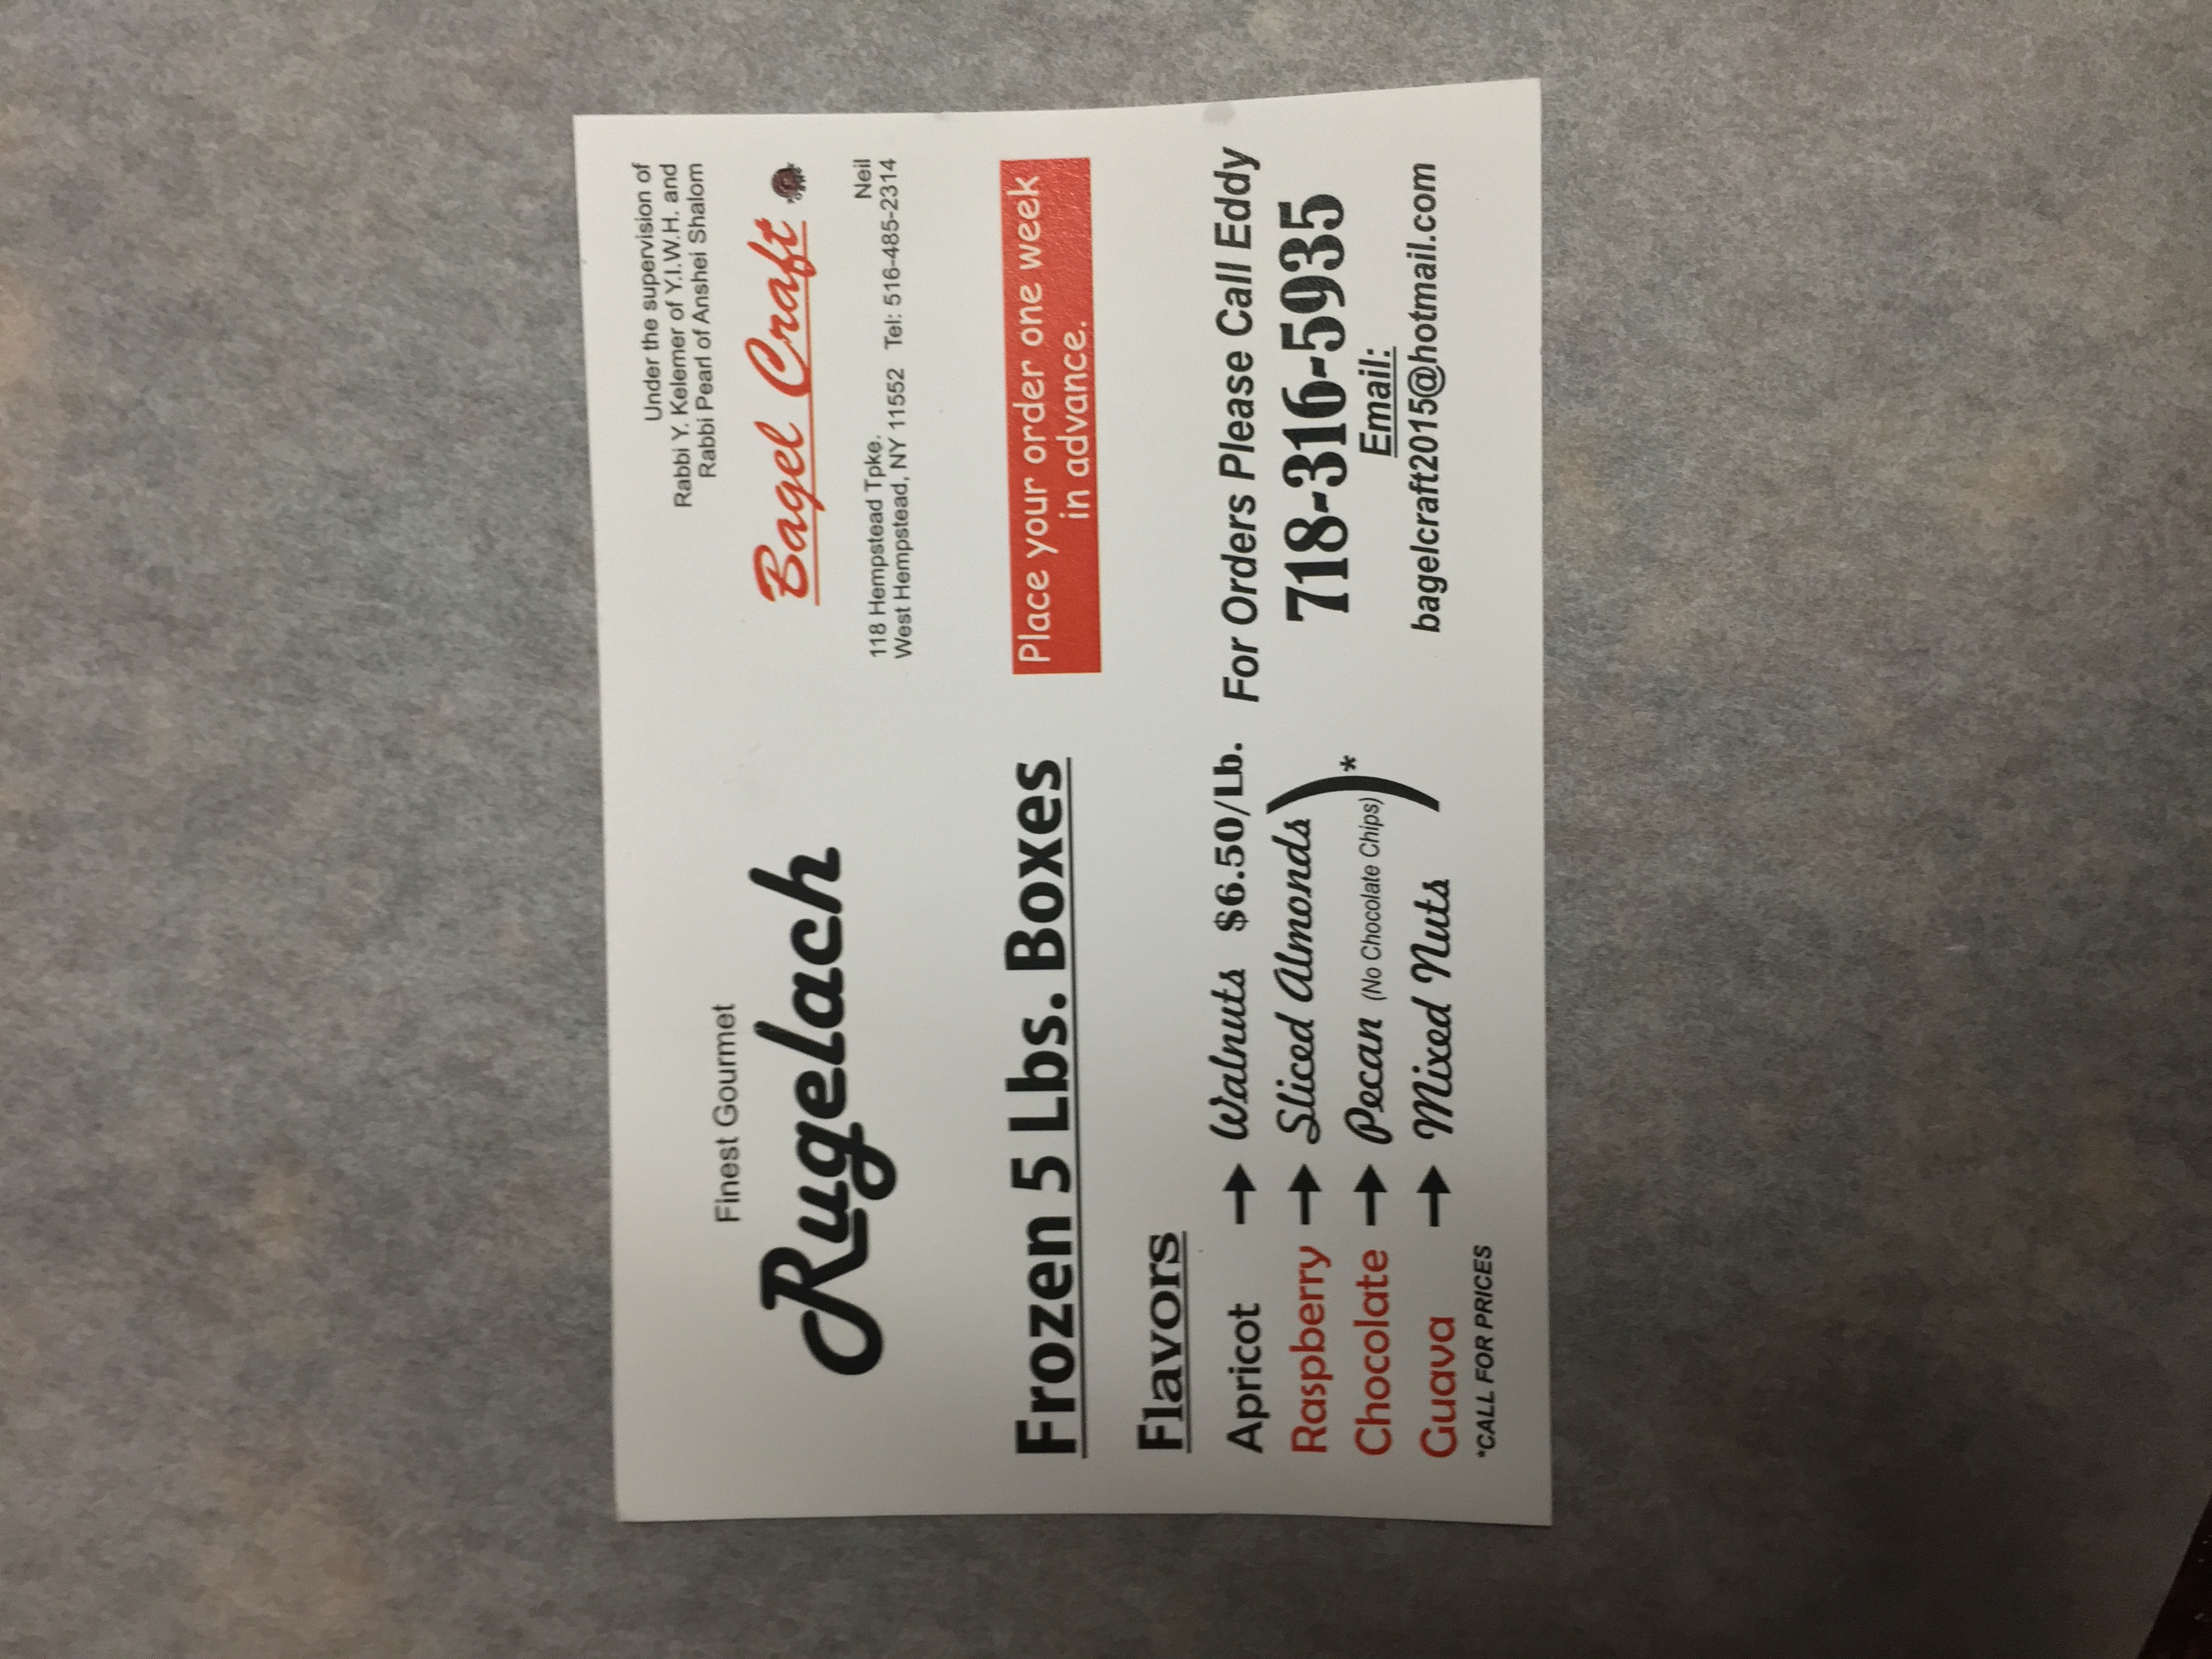 Finest Gourmet
Rugelach
Under the supervision of
Rabbi Y. Kelemer of Y.I.W.H. and
Rabbi Pearl of Anshei Shalom
Bagel Craft
Neil
118 Hempstead Tpke.
West Hempstead, NY 11552 Tel: 516-485-2314
Frozen 5 Lbs. Boxes
Place your order one week
in advance.
Flavors
Apricot → Walnuts $6.50/Lb.
Raspberry → Sliced Almonds
Chocolate → Pecan (No Chocolate Chips) )*
Guava → Mixed Nuts
*CALL FOR PRICES
For Orders Please Call Eddy
718-316-5935
Email:
bagelcraft2015@hotmail.com